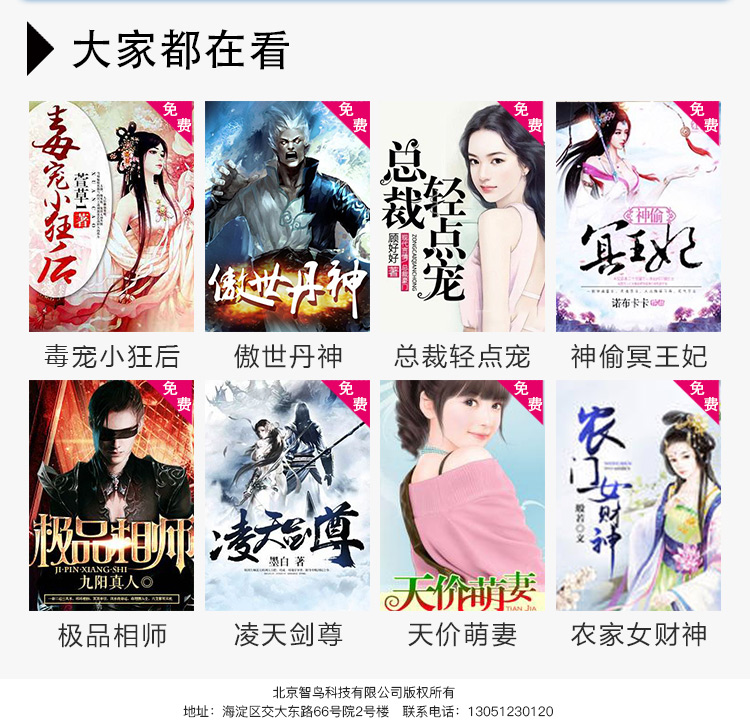 大家都在看
免费
毒宠小狂后
萱草 著
XUANCAO
免费
傲世丹神
免费
总裁轻点宠
ZONGCAIQIANGCHONG
顾好好 著
免费
神偷
冥王妃
诺布卡卡
毒宠小狂后
傲世丹神
总裁轻点宠
神偷冥王妃
免费
极品相师
JI-PIN-XIANG-SHI
九阳真人◎
免费
凌天剑尊
墨白 著
免费
天价萌妻
TIAN JIA
免费
农门女财神
般若◎文
极品相师
凌天剑尊
天价萌妻
农家女财神
北京智鸟科技有限公司版权所有
地址：海淀区交大东路66号院2号楼 联系电话：13051230120